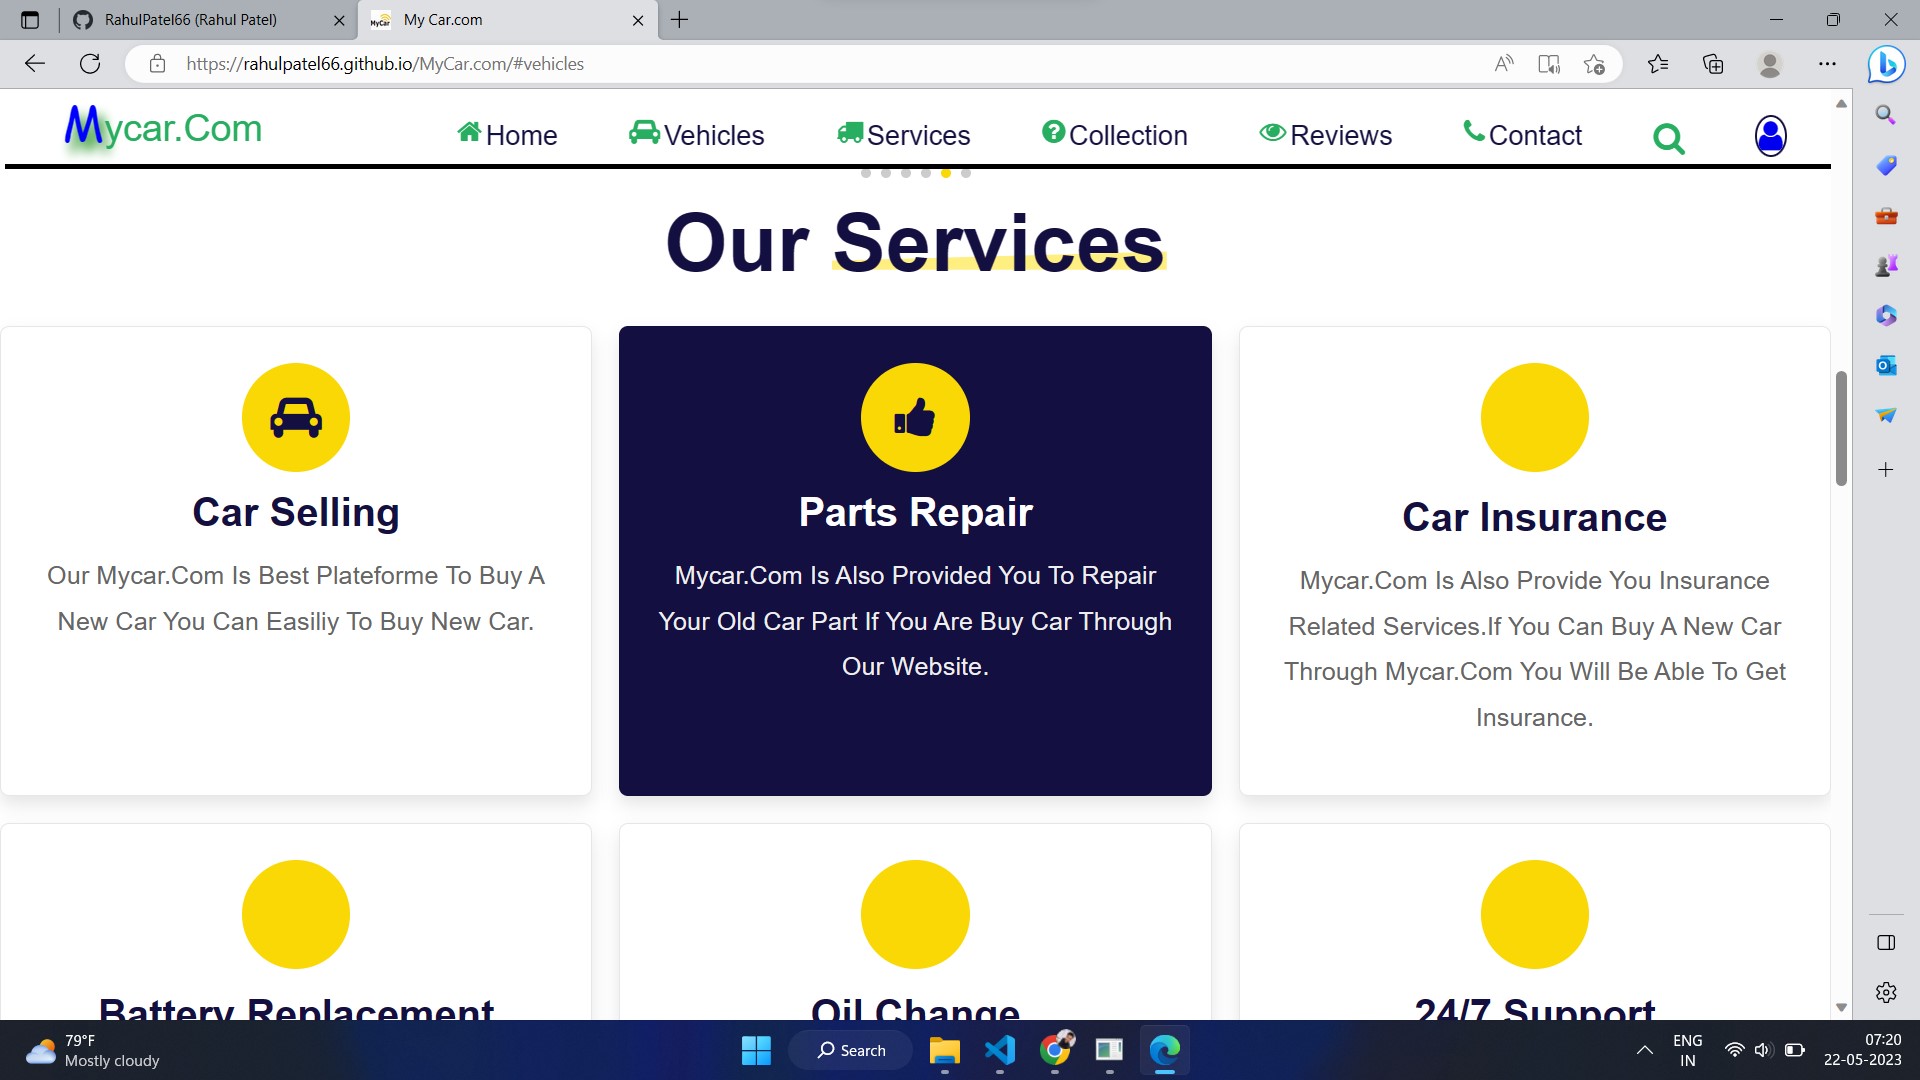 RahulPatel66 (Rahul Patel)
My Car.com
https://rahulpatel66.github.io/MyCar.com/#vehicles
Mycar.Com
Home
Vehicles
Services
Collection
Reviews
Contact
Our Services
Car Selling
Our Mycar.Com Is Best Plateforme To Buy A
New Car You Can Easiliy To Buy New Car.
Parts Repair
Mycar.Com Is Also Provided You To Repair
Your Old Car Part If You Are Buy Car Through
Our Website.
Car Insurance
Mycar.Com Is Also Provide You Insurance
Related Services.If You Can Buy A New Car
Through Mycar.Com You Will Be Able To Get
Insurance.
Battery Replacement
Oil Change
24/7 Support
79°F
Mostly cloudy
Search
ENG
IN
07:20
22-05-2023